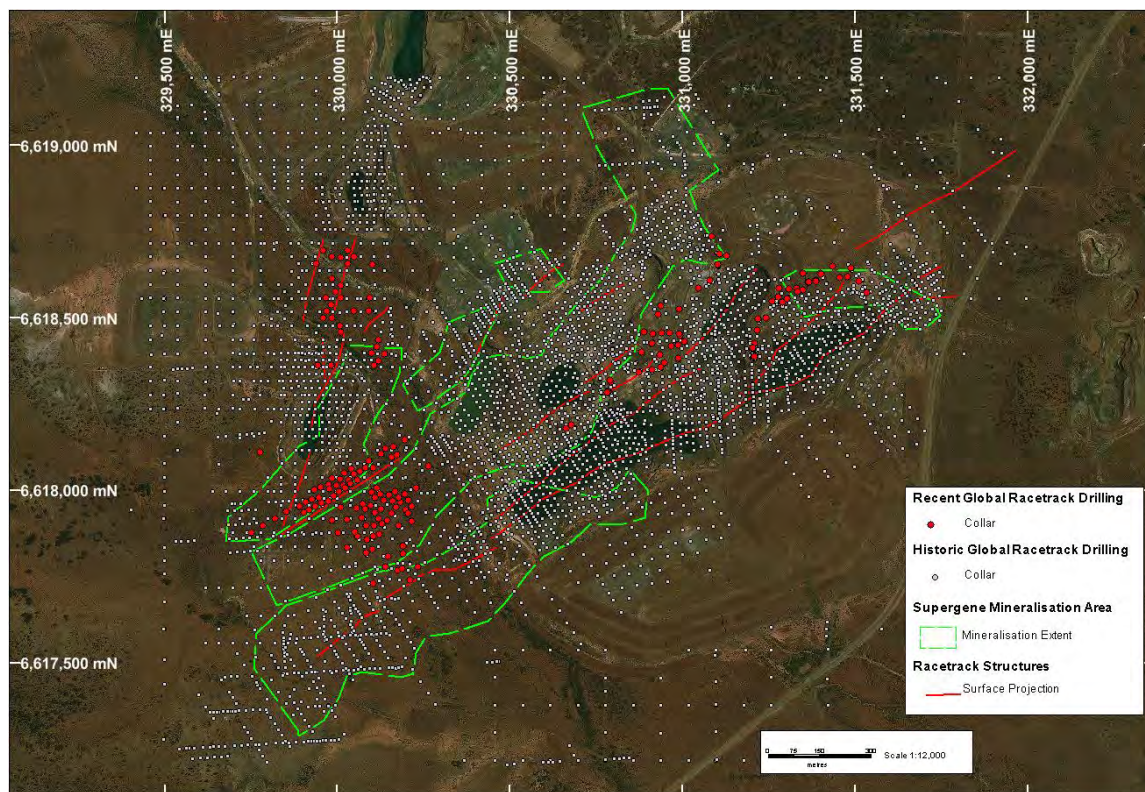 329,500 mE
330,000 mE
330,500 mE
331,000 mE
331,500 mE
332,000 mE
6,619,000 mN
6,618,500 mN
6,618,000 mN
6,617,500 mN
Recent Global Racetrack Drilling
Collar
Historic Global Racetrack Drilling
Collar
Supergene Mineralisation Area
Mineralisation Extent
Racetrack Structures
Surface Projection
0 75 150 300
metres
Scale 1:12,000